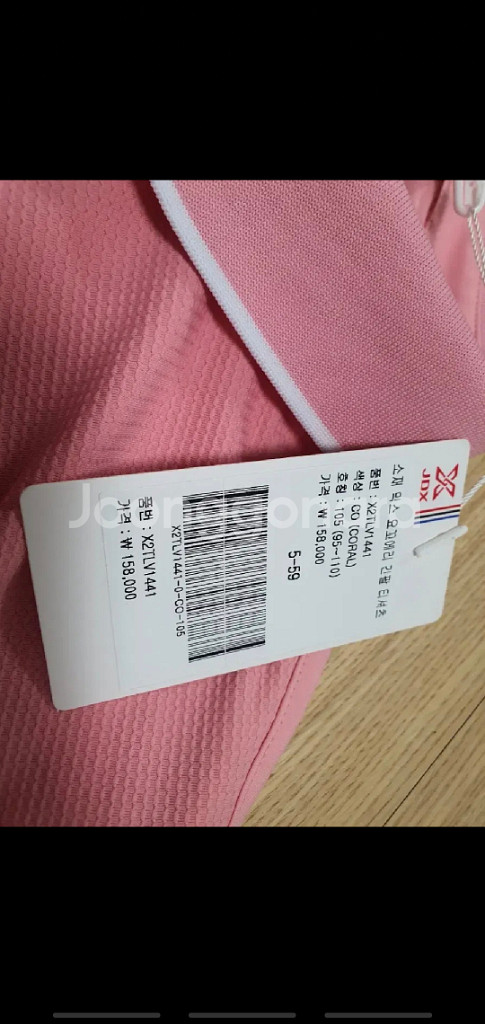 JDX
소재 믹스 요꼬에리 긴팔 티셔츠
품번 : X2TLV1441
색상 : CO (CORAL)
호칭 : 105 (95~110)
가격 : ₩ 158,000
5-59
X2TLV1441-0-CO-105
품번 : X2TLV1441
가격 : ₩ 158,000
Joongonara